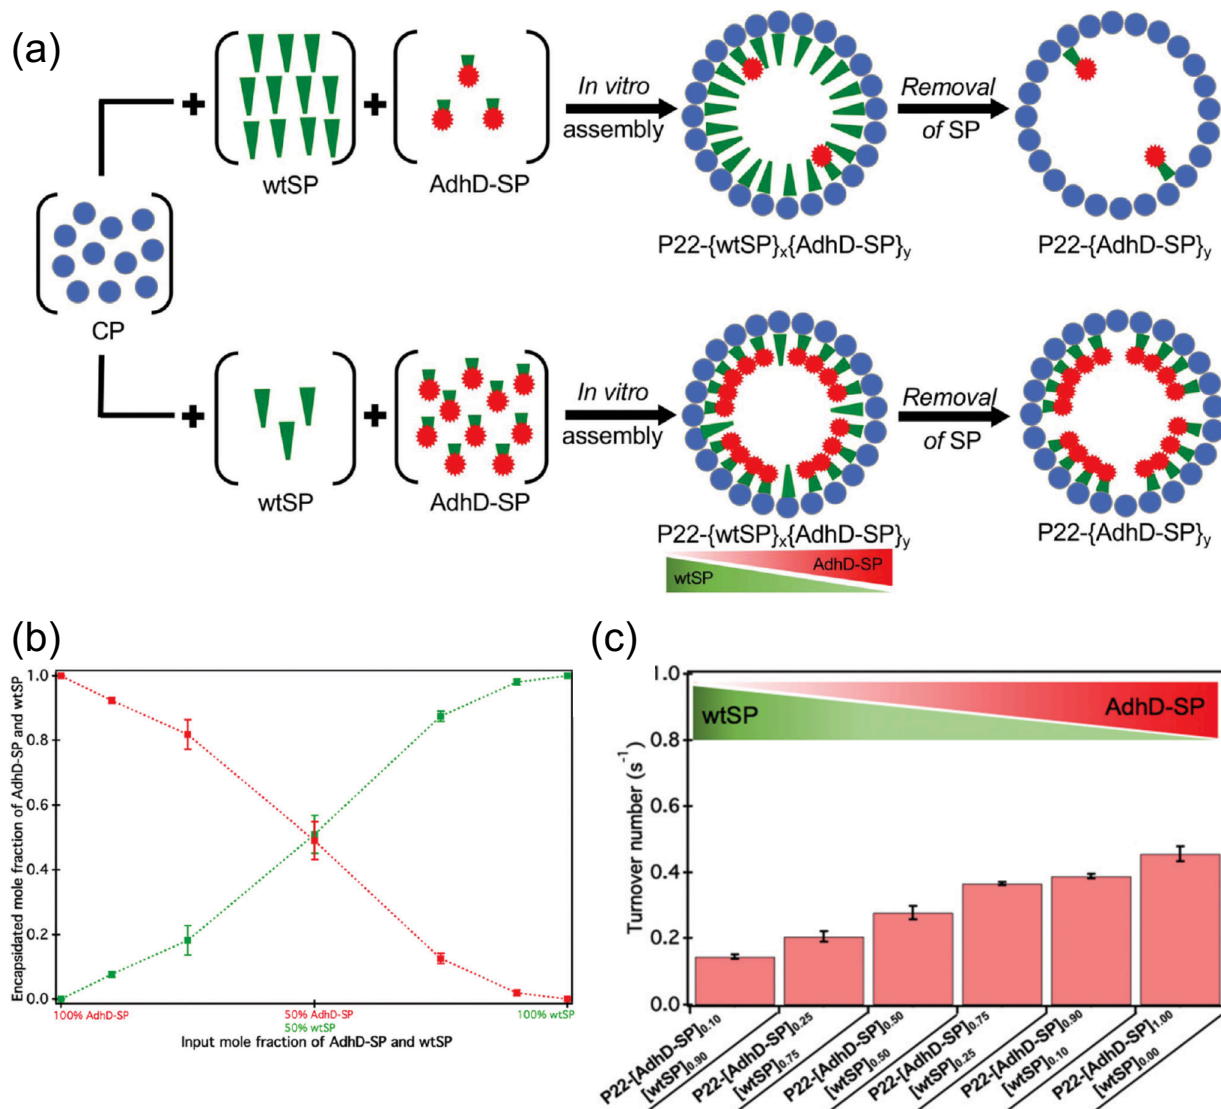 (a)
wtSP
AdhD-SP
In vitro
assembly
P22-{wtSP}x{AdhD-SP}y
Removal
of SP
P22-{AdhD-SP}y
CP
wtSP
AdhD-SP
In vitro
assembly
P22-{wtSP}x{AdhD-SP}y
AdhD-SP
wtSP
Removal
of SP
P22-{AdhD-SP}y
(b)
Encapsidated mole fraction of AdhD-SP and wtSP
1.0
0.8
0.6
0.4
0.2
0.0
100% AdhD-SP
50% AdhD-SP
50% wtSP
100% wtSP
Input mole fraction of AdhD-SP and wtSP
(c)
Turnover number (s⁻¹)
1.0
0.8
0.6
0.4
0.2
0.0
wtSP
AdhD-SP
P22-[AdhD-SP]0.10
[wtSP]0.90
P22-[AdhD-SP]0.25
[wtSP]0.75
P22-[AdhD-SP]0.50
[wtSP]0.50
P22-[AdhD-SP]0.75
[wtSP]0.25
P22-[AdhD-SP]0.90
[wtSP]0.10
P22-[AdhD-SP]1.00
[wtSP]0.00